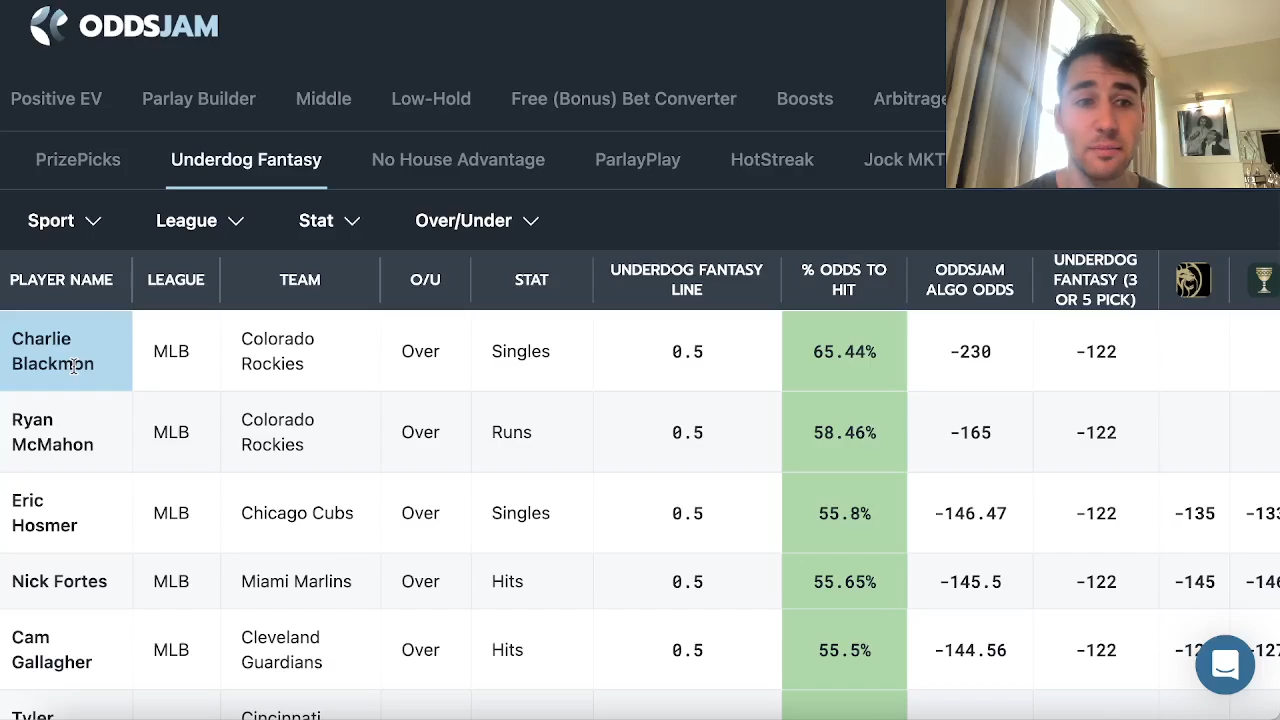 ODDSJAM
Positive EV Parlay Builder Middle Low-Hold Free (Bonus) Bet Converter Boosts Arbitrage
PrizePicks Underdog Fantasy No House Advantage ParlayPlay HotStreak Jock MKT
Sport League Stat Over/Under
PLAYER NAME LEAGUE TEAM O/U STAT UNDERDOG FANTASY LINE % ODDS TO HIT ODDSJAM ALGO ODDS UNDERDOG FANTASY (3 OR 5 PICK)
Charlie Blackmon MLB Colorado Rockies Over Singles 0.5 65.44% -230 -122
Ryan McMahon MLB Colorado Rockies Over Runs 0.5 58.46% -165 -122
Eric Hosmer MLB Chicago Cubs Over Singles 0.5 55.8% -146.47 -122 -135 -133
Nick Fortes MLB Miami Marlins Over Hits 0.5 55.65% -145.5 -122 -145 -146
Cam Gallagher MLB Cleveland Guardians Over Hits 0.5 55.5% -144.56 -122 -127
Tyler Cincinnati